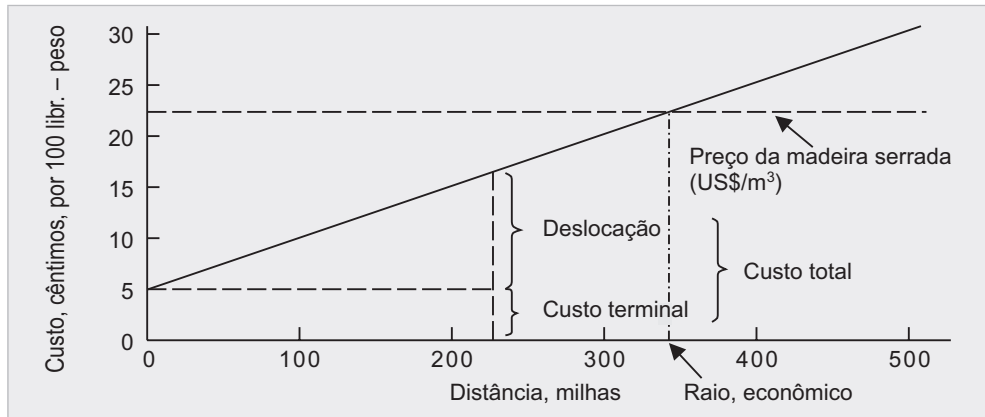 Custo, cêntimos, por 100 libr. – peso
30
25
20
15
10
5
0
Preço da madeira serrada
(US$/m³)
Deslocação
Custo total
Custo terminal
0 100 200 300 400 500
Distância, milhas
Raio, econômico